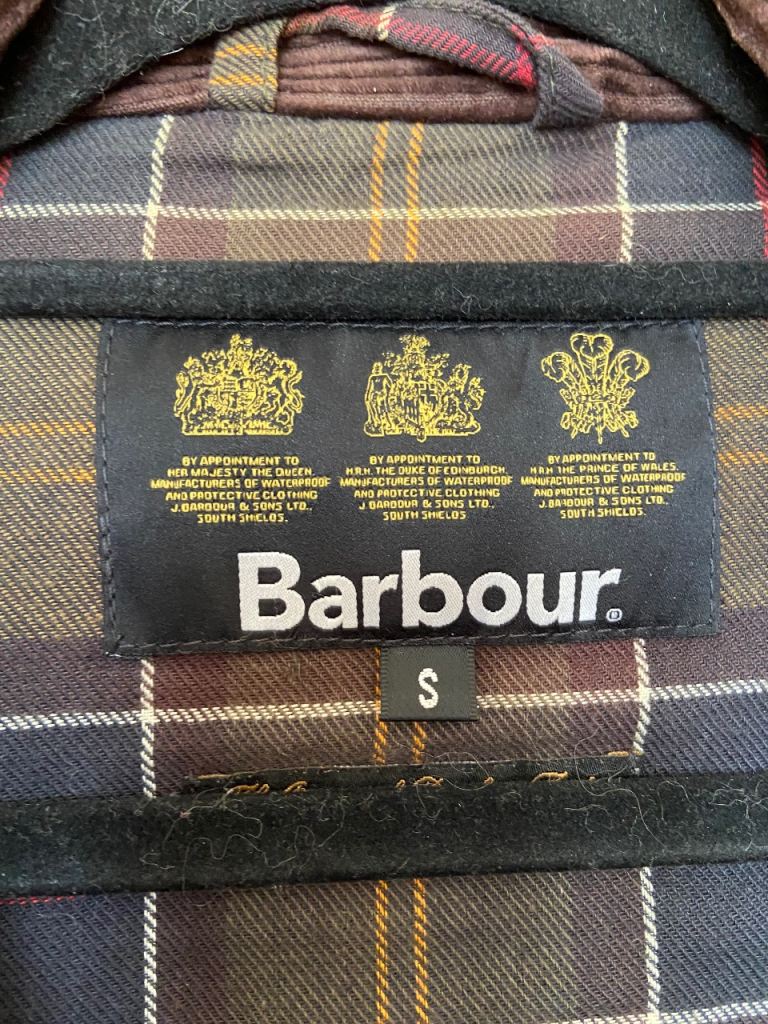 BY APPOINTMENT TO
HER MAJESTY THE QUEEN
MANUFACTURERS OF WATERPROOF
AND PROTECTIVE CLOTHING
J. BARBOUR & SONS LTD.,
SOUTH SHIELDS.
BY APPOINTMENT TO
H.R.H. THE DUKE OF EDINBURGH,
MANUFACTURERS OF WATERPROOF
AND PROTECTIVE CLOTHING
J. BARBOUR & SONS LTD.,
SOUTH SHIELDS.
BY APPOINTMENT TO
H.R.H. THE PRINCE OF WALES,
MANUFACTURERS OF WATERPROOF
AND PROTECTIVE CLOTHING
J. BARBOUR & SONS LTD.,
SOUTH SHIELDS.
Barbour®
S